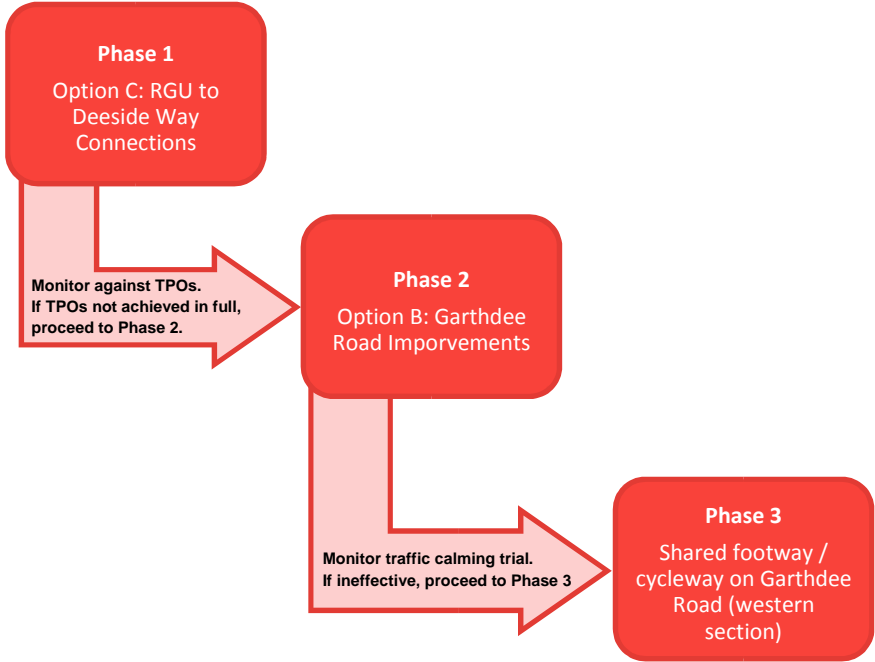 Phase 1
Option C: RGU to
Deeside Way
Connections
Monitor against TPOs.
If TPOs not achieved in full,
proceed to Phase 2.
Phase 2
Option B: Garthdee
Road Imporvements
Monitor traffic calming trial.
If ineffective, proceed to Phase 3
Phase 3
Shared footway /
cycleway on Garthdee
Road (western
section)